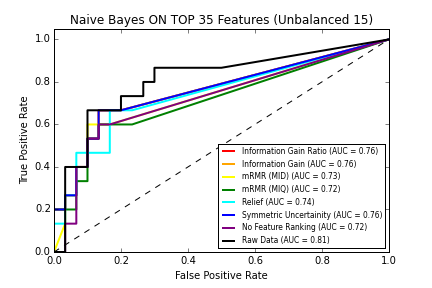 Naive Bayes ON TOP 35 Features (Unbalanced 15)
True Positive Rate
1.0
0.8
0.6
0.4
0.2
0.0
Information Gain Ratio (AUC = 0.76)
Information Gain (AUC = 0.76)
mRMR (MID) (AUC = 0.73)
mRMR (MIQ) (AUC = 0.72)
Relief (AUC = 0.74)
Symmetric Uncertainity (AUC = 0.76)
No Feature Ranking (AUC = 0.72)
Raw Data (AUC = 0.81)
0.0 0.2 0.4 0.6 0.8 1.0
False Positive Rate